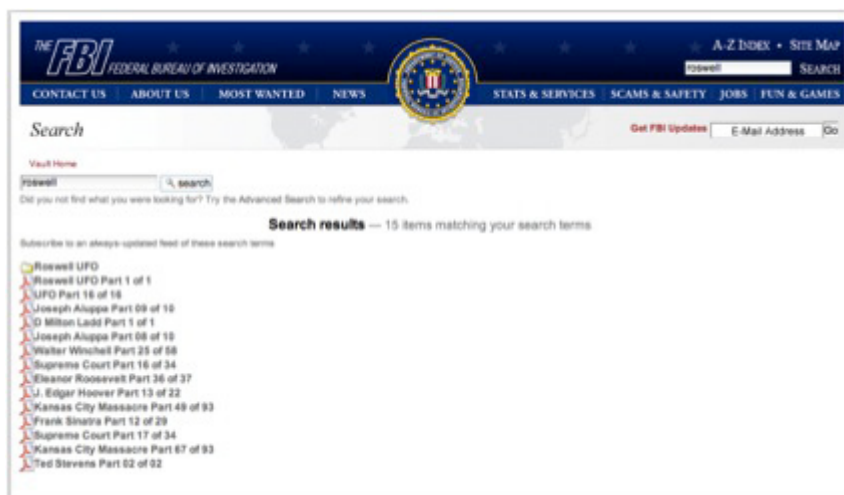 THE FBI FEDERAL BUREAU OF INVESTIGATION
A-Z INDEX • SITE MAP
roswell SEARCH
CONTACT US ABOUT US MOST WANTED NEWS STATS & SERVICES SCAMS & SAFETY JOBS FUN & GAMES
Search Get FBI Updates E-Mail Address Go
Vault Home
roswell search
Did you not find what you were looking for? Try the Advanced Search to refine your search.
Search results — 15 items matching your search terms
Subscribe to an always-updated feed of these search terms
Roswell UFO
Roswell UFO Part 1 of 1
UFO Part 16 of 16
Joseph Aiuppa Part 09 of 10
D Milton Ladd Part 1 of 1
Joseph Aiuppa Part 08 of 10
Walter Winchell Part 25 of 58
Supreme Court Part 16 of 34
Eleanor Roosevelt Part 36 of 37
J. Edgar Hoover Part 13 of 22
Kansas City Massacre Part 49 of 93
Frank Sinatra Part 12 of 29
Supreme Court Part 17 of 34
Kansas City Massacre Part 67 of 93
Ted Stevens Part 02 of 02